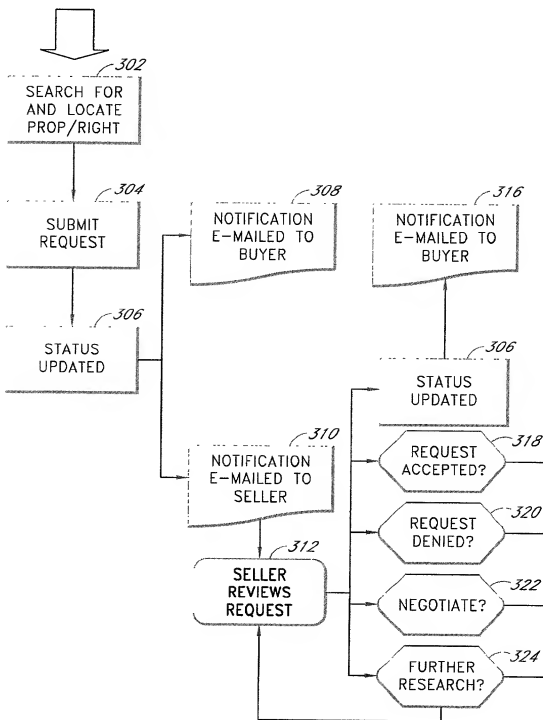 302
SEARCH FOR
AND LOCATE
PROP/RIGHT
304
SUBMIT
REQUEST
306
STATUS
UPDATED
308
NOTIFICATION
E-MAILED TO
BUYER
310
NOTIFICATION
E-MAILED TO
SELLER
312
SELLER
REVIEWS
REQUEST
316
NOTIFICATION
E-MAILED TO
BUYER
306
STATUS
UPDATED
318
REQUEST
ACCEPTED?
320
REQUEST
DENIED?
322
NEGOTIATE?
324
FURTHER
RESEARCH?